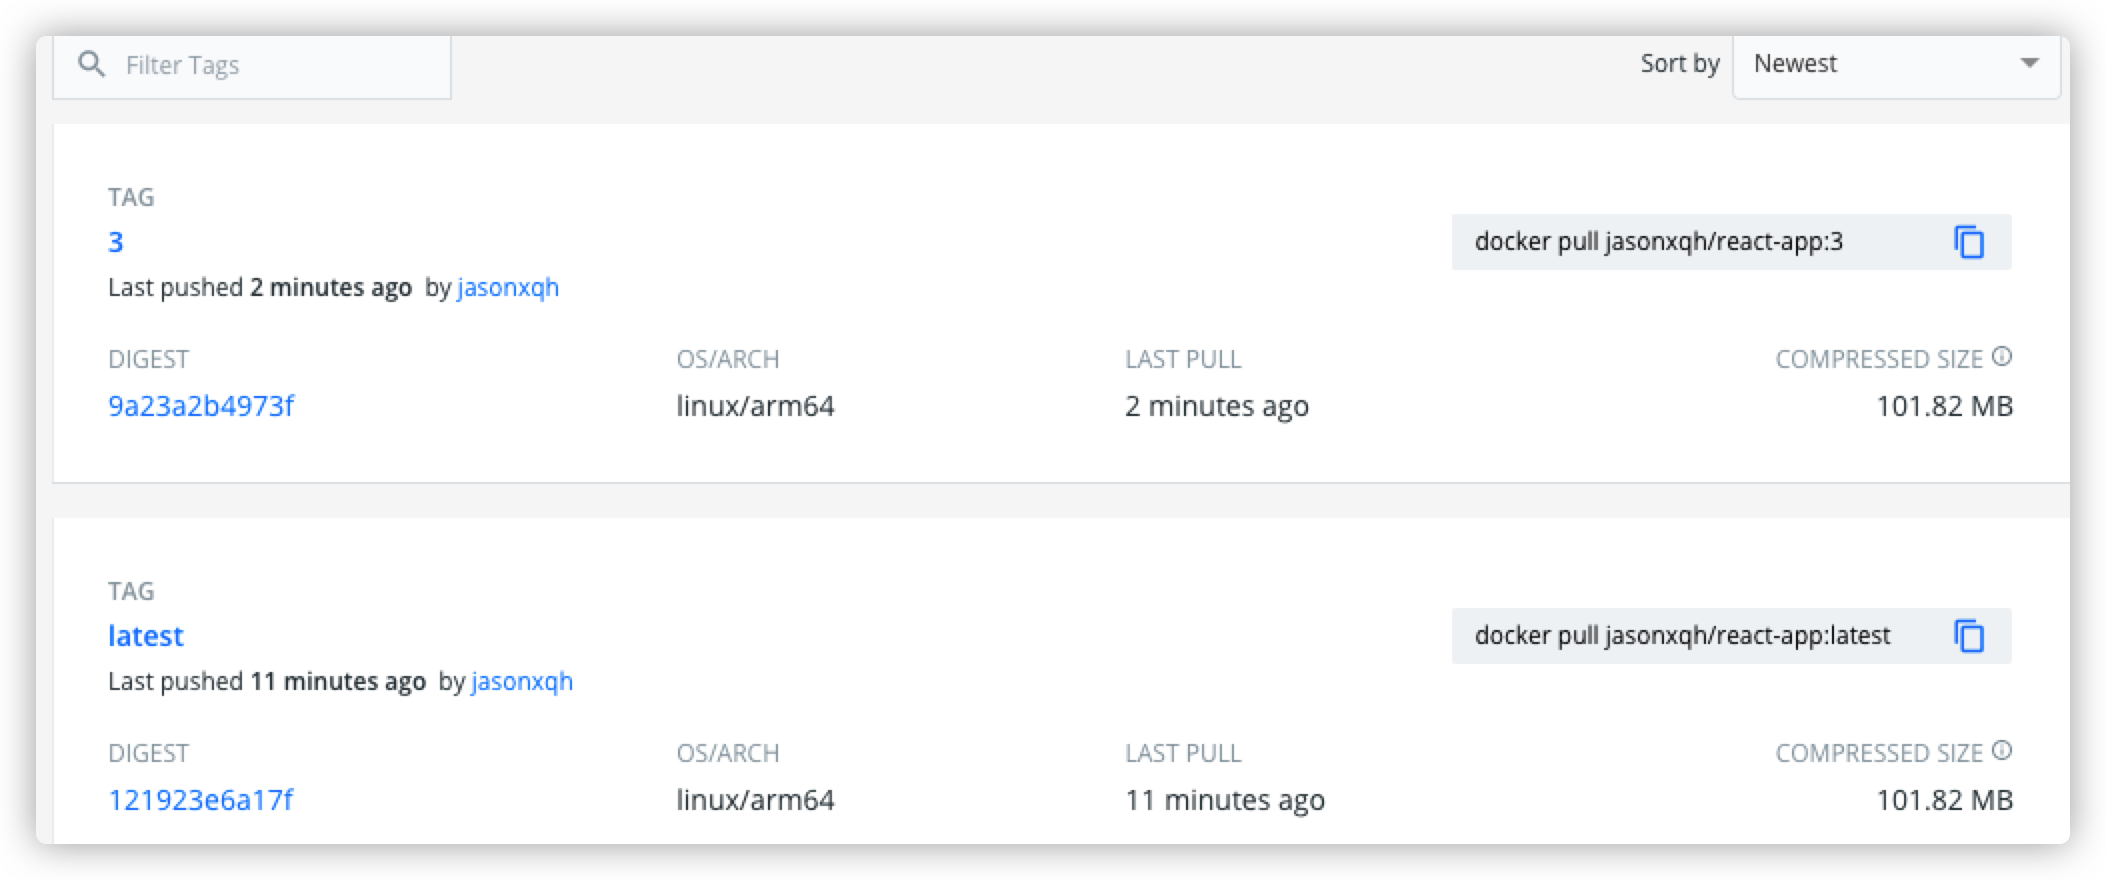 Filter Tags
Sort by Newest
TAG
3
docker pull jasonxqh/react-app:3
Last pushed 2 minutes ago by jasonxqh
DIGEST OS/ARCH LAST PULL COMPRESSED SIZE
9a23a2b4973f linux/arm64 2 minutes ago 101.82 MB
TAG
latest
docker pull jasonxqh/react-app:latest
Last pushed 11 minutes ago by jasonxqh
DIGEST OS/ARCH LAST PULL COMPRESSED SIZE
121923e6a17f linux/arm64 11 minutes ago 101.82 MB